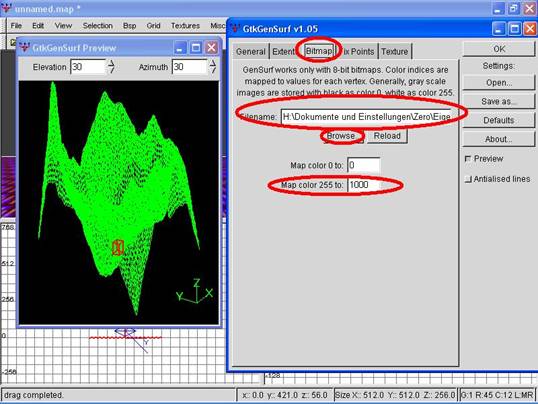 unnamed.map *
File Edit View Selection Bsp Grid Textures
GtkGenSurf Preview
Elevation 30 Azimuth 30
Z
Y X
768
512
256
0
Y
-128
GtkGenSurf v1.05
General Extent Bitmap ix Points Texture
GenSurf works only with 8-bit bitmaps. Color indices are
mapped to values for each vertex. Generally, gray scale
images are stored with black as color 0, white as color 255.
Filename: H:\Dokumente und Einstellungen\Zero\Eige
Browse Reload
Map color 0 to: 0
Map color 255 to: 1000
OK
Settings:
Open...
Save as...
Defaults
About...
Preview
Antialised lines
drag completed. x:: 0.0 y:: 421.0 z:: 56.0 Size X:: 512.0 Y:: 512.0 Z:: 256.0 G:1 R:45 C:12 L:MR